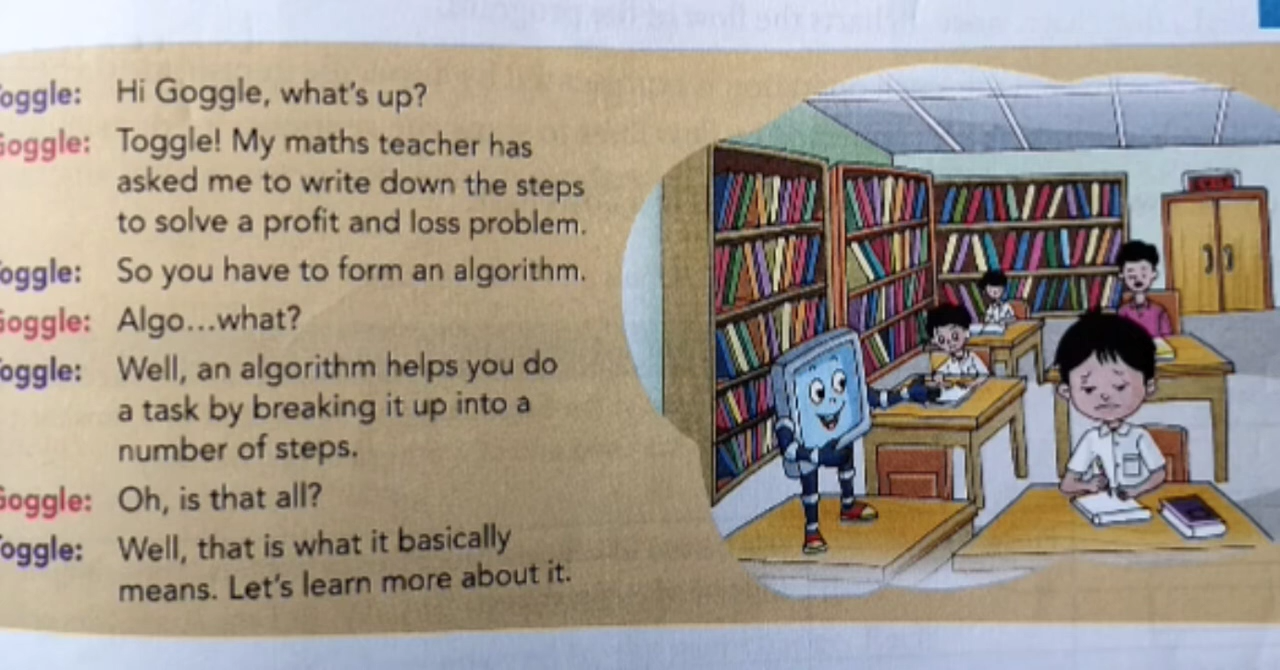 oggle: Hi Goggle, what's up?
Goggle: Toggle! My maths teacher has
asked me to write down the steps
to solve a profit and loss problem.
oggle: So you have to form an algorithm.
Goggle: Algo...what?
oggle: Well, an algorithm helps you do
a task by breaking it up into a
number of steps.
Goggle: Oh, is that all?
oggle: Well, that is what it basically
means. Let's learn more about it.